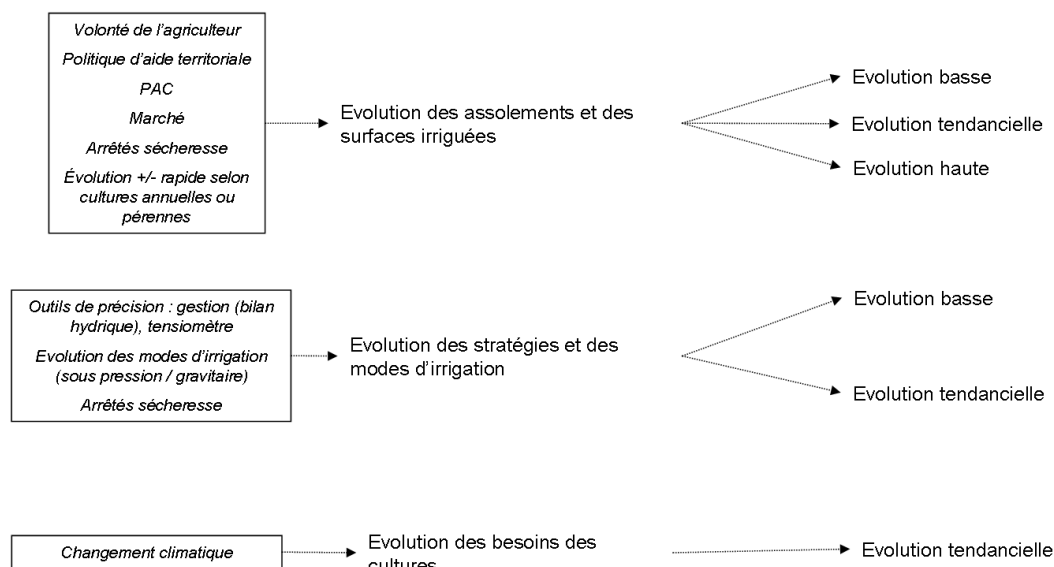 Volonté de l'agriculteur
Politique d'aide territoriale
PAC
Marché
Arrêtés sécheresse
Évolution +/- rapide selon
cultures annuelles ou
pérennes
Evolution des assolements et des
surfaces irriguées
Evolution basse
Evolution tendancielle
Evolution haute
Outils de précision : gestion (bilan
hydrique), tensiomètre
Evolution des modes d'irrigation
(sous pression / gravitaire)
Arrêtés sécheresse
Evolution des stratégies et des
modes d'irrigation
Evolution basse
Evolution tendancielle
Changement climatique
Evolution des besoins des
cultures
Evolution tendancielle